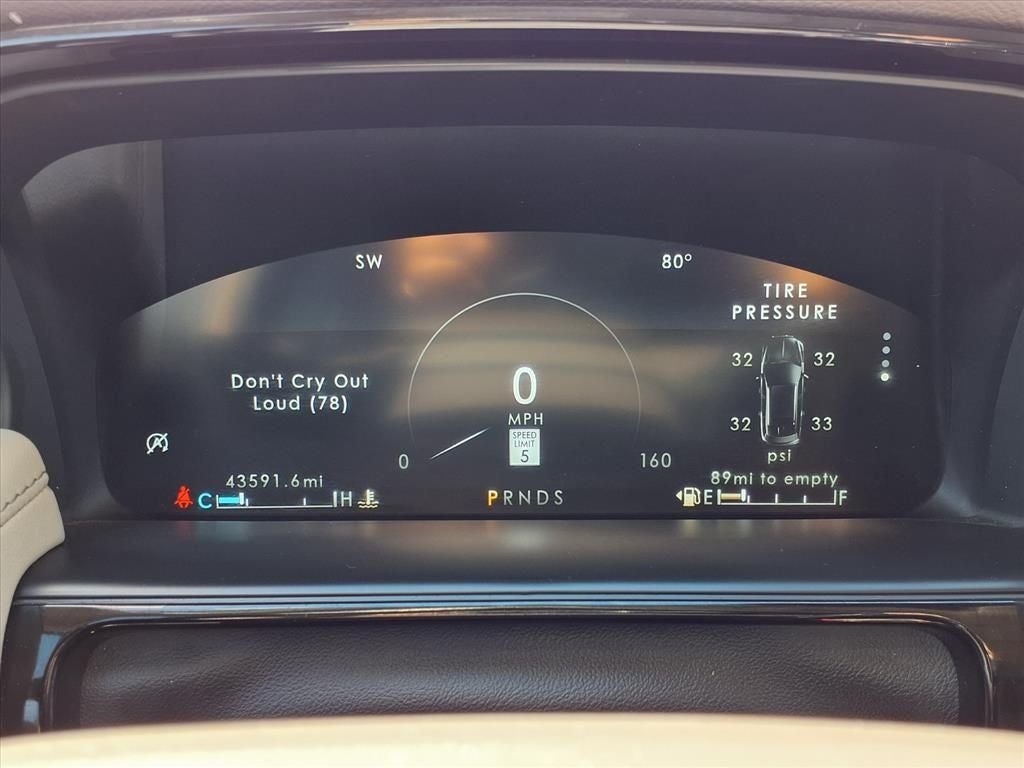 SW
80°
TIRE
PRESSURE
32 32
Don't Cry Out
Loud (78)
0
MPH
SPEED
LIMIT
5
32 33
psi
0
160
43591.6mi
89mi to empty
C H
PRNDS
E F